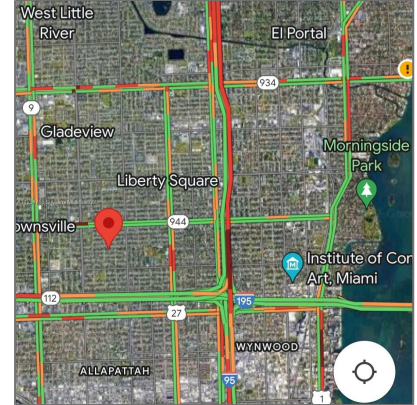 West Little
River
El Portal
934
9
Gladeview
Morningside
Park
Liberty Square
944
ownsville
Institute of Con
Art, Miami
112
195
27
WYNWOOD
ALLAPATTAH
95
1